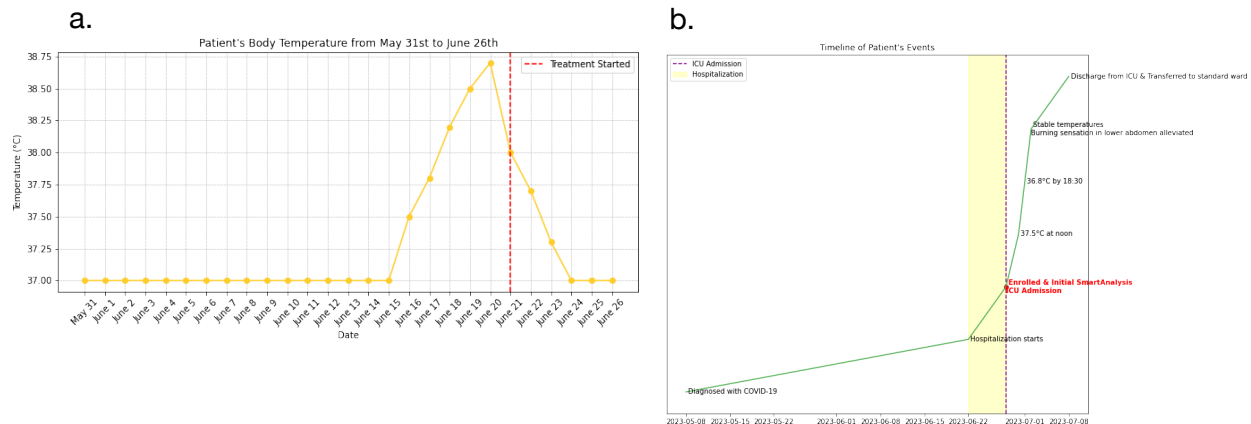 a.
Patient's Body Temperature from May 31st to June 26th
Treatment Started
38.75
38.50
38.25
38.00
37.75
37.50
37.25
37.00
Temperature (°C)
May 31
June 1
June 2
June 3
June 4
June 5
June 6
June 7
June 8
June 9
June 10
June 11
June 12
June 13
June 14
June 15
June 16
June 17
June 18
June 19
June 20
June 21
June 22
June 23
June 24
June 25
June 26
Date
b.
Timeline of Patient's Events
ICU Admission
Hospitalization
Discharge from ICU & Transferred to standard ward
Stable temperatures
Burning sensation in lower abdomen alleviated
36.8°C by 18:30
37.5°C at noon
Enrolled & Initial SmartAnalysis
ICU Admission
Hospitalization starts
Diagnosed with COVID-19
2023-05-08
2023-05-15
2023-05-22
2023-06-01
2023-06-08
2023-06-15
2023-06-22
2023-07-01
2023-07-08